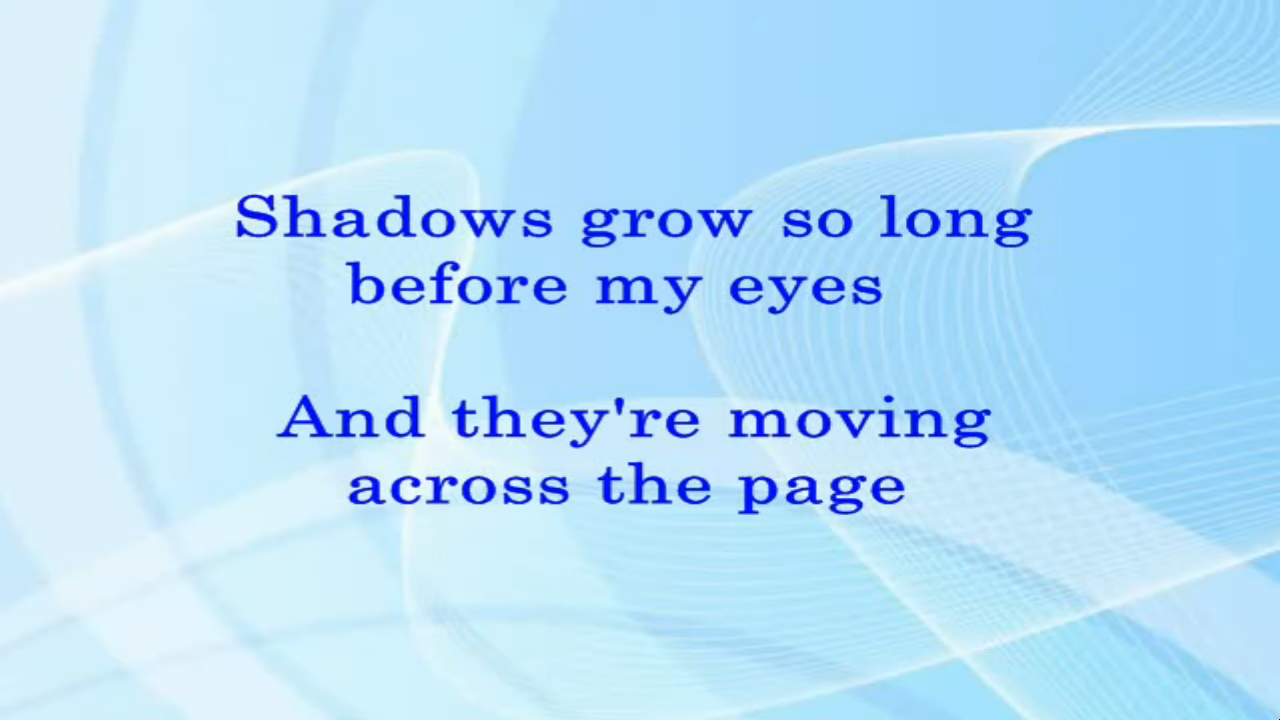 Shadows grow so long
before my eyes
And they're moving
across the page